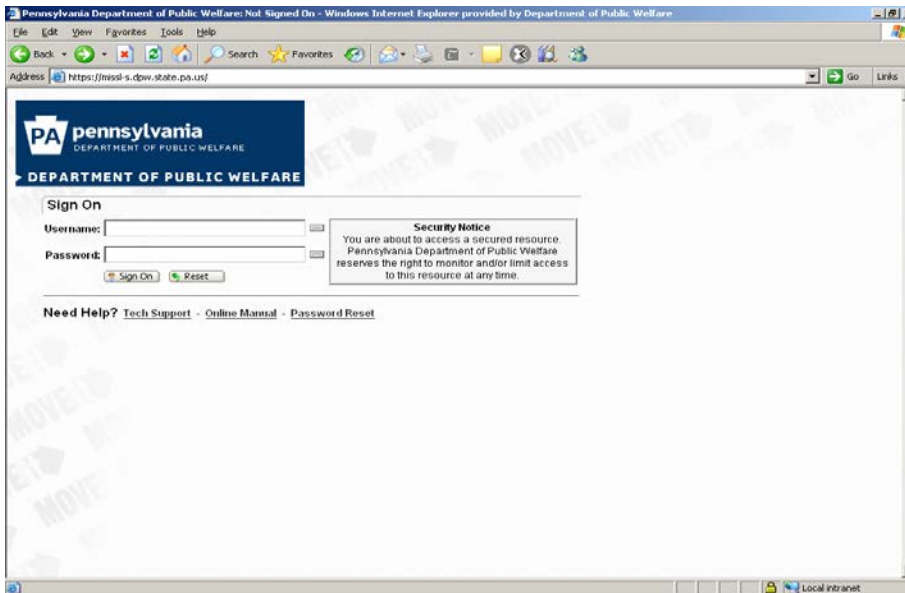 Pennsylvania Department of Public Welfare: Not Signed On - Windows Internet Explorer provided by Department of Public Welfare
File Edit View Favorites Tools Help
Back Search Favorites
Address https://missl-s.dpw.state.pa.us/ Go Links
PA pennsylvania
DEPARTMENT OF PUBLIC WELFARE
DEPARTMENT OF PUBLIC WELFARE
Sign On
Username:
Password:
Sign On Reset
Security Notice
You are about to access a secured resource.
Pennsylvania Department of Public Welfare
reserves the right to monitor and/or limit access
to this resource at any time.
Need Help? Tech Support - Online Manual - Password Reset
MOVEIT
Local intranet